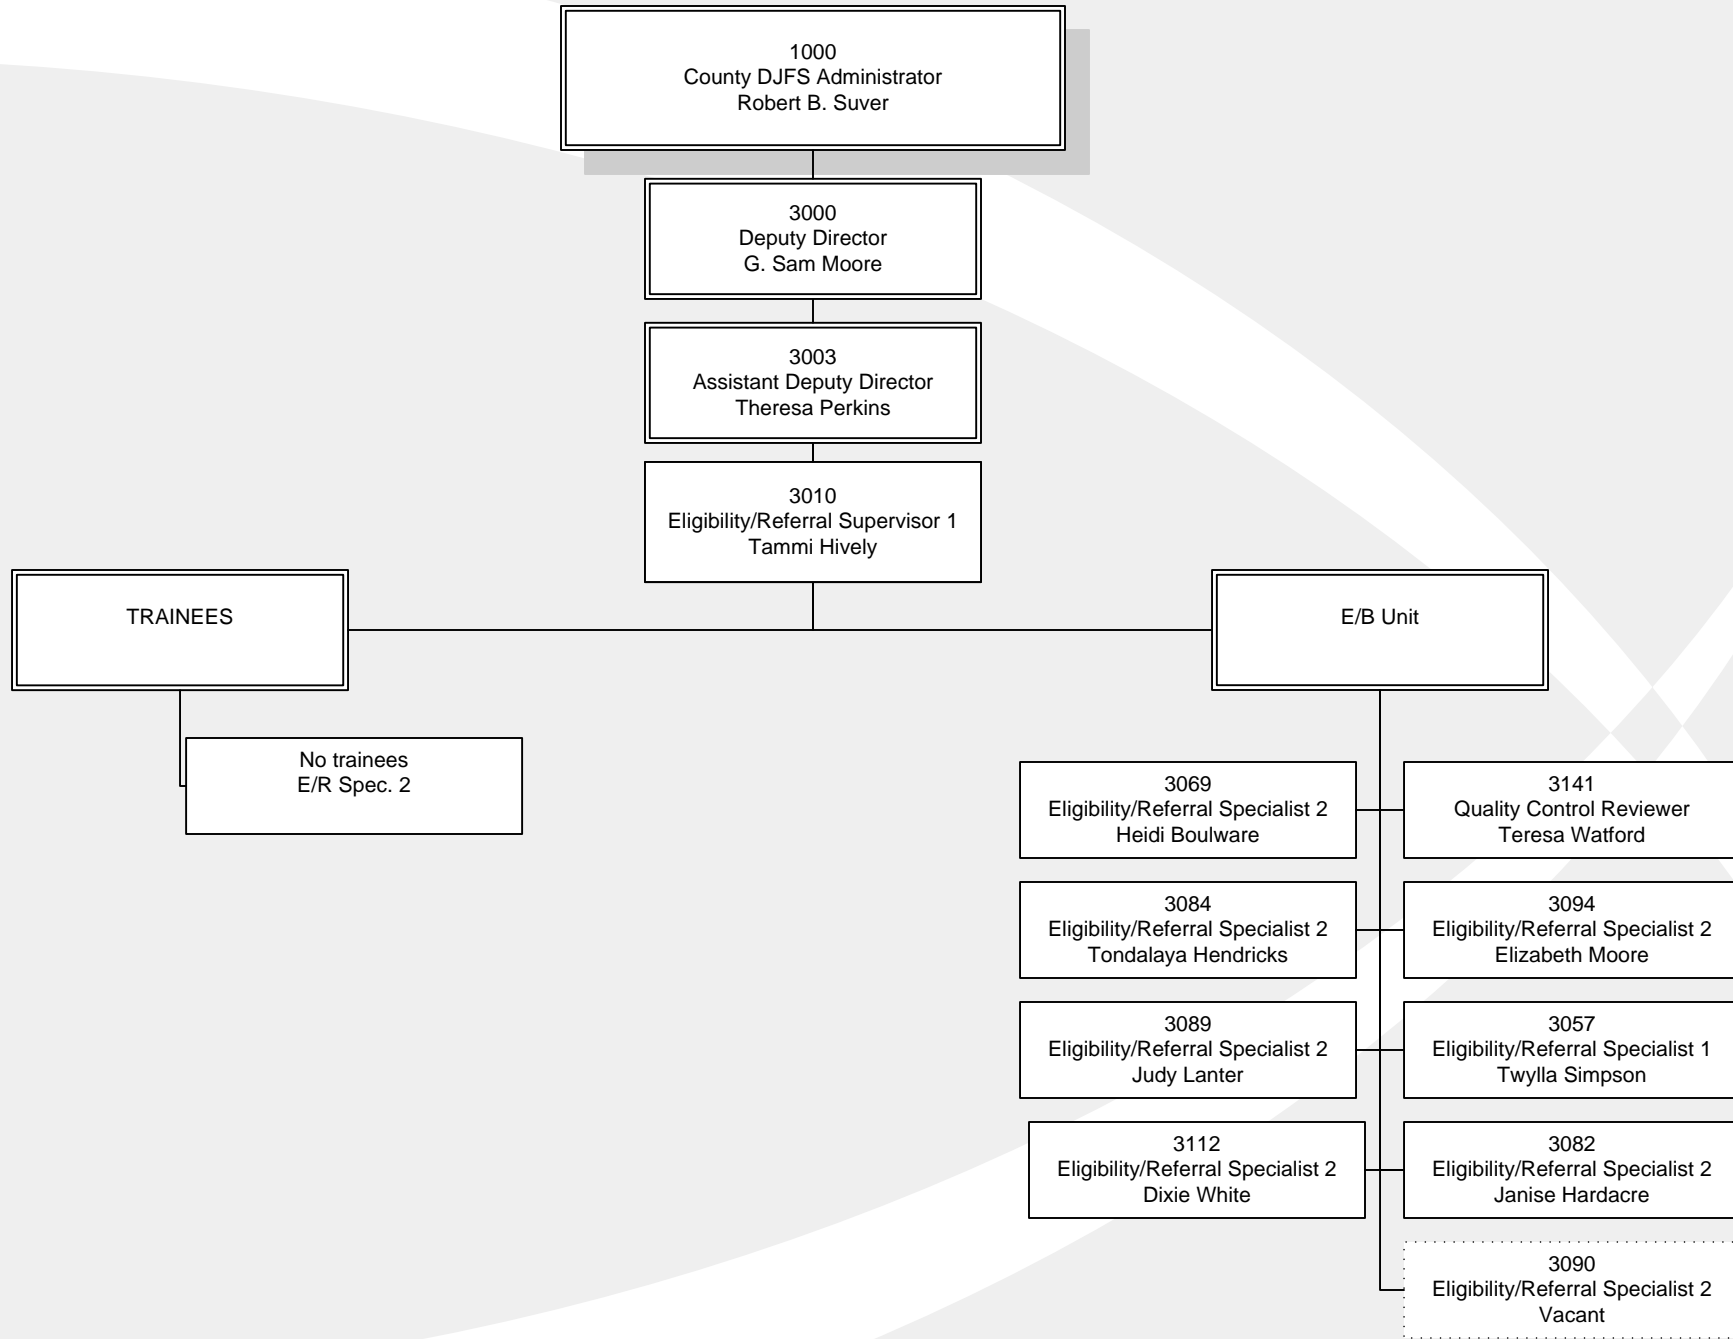 1000
County DJFS Administrator
Robert B. Suver
3000
Deputy Director
G. Sam Moore
3003
Assistant Deputy Director
Theresa Perkins
3010
Eligibility/Referral Supervisor 1
Tammi Hively
TRAINEES
No trainees
E/R Spec. 2
E/B Unit
3069
Eligibility/Referral Specialist 2
Heidi Boulware
3141
Quality Control Reviewer
Teresa Watford
3084
Eligibility/Referral Specialist 2
Tondalaya Hendricks
3094
Eligibility/Referral Specialist 2
Elizabeth Moore
3089
Eligibility/Referral Specialist 2
Judy Lanter
3057
Eligibility/Referral Specialist 1
Twylla Simpson
3112
Eligibility/Referral Specialist 2
Dixie White
3082
Eligibility/Referral Specialist 2
Janise Hardacre
3090
Eligibility/Referral Specialist 2
Vacant